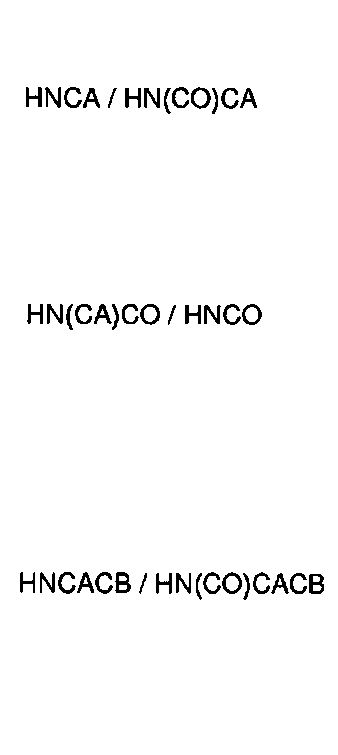 HNCA / HN(CO)CA
HN(CA)CO / HNCO
HNCACB / HN(CO)CACB